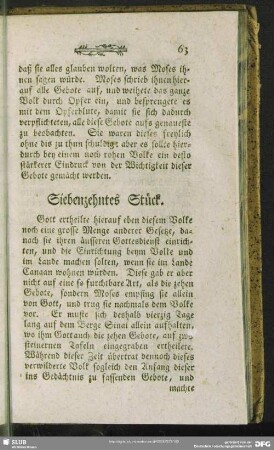 63
daß sie alles glauben wolten, was Moses ih-
nen sagen würde. Moses schrieb ihnen hier-
auf alle Gebote auf, und weihete das ganze
Volk durch Opfer ein, und besprengete es
mit dem Opferblute, damit sie sich dadurch
verpflichteten, alle diese Gebote aufs genaueste
zu beobachten. Sie waren dieses freylich
ohne dis zu thun schuldig; aber es sollte hier-
durch bey einem noch rohen Volke ein desto
stärkerer Eindruck von der Wichtigkeit dieser
Gebote gemacht werden.
Siebenzehntes Stück.
Gott ertheilte hierauf eben diesem Volke
noch eine grosse Menge anderer Gesetze, da-
nach sie ihren äusseren Gottesdienst einrich-
ten, und die Einrichtung beym Volke und
im Lande machen solten, wenn sie im Lande
Canaan wohnen würden. Diese gab er aber
nicht auf eine so furchtbare Art, als die zehen
Gebote, sondern Moses empfing sie allein
von Gott, und trug sie nachmals dem Volke
vor. Er muste sich deshalb vierzig Tage
lang auf dem Berge Sinai allein aufhalten,
wo ihm Gott auch die zehen Gebote, auf zwo
steinernen Tafeln eingegraben ertheilete.
Während dieser Zeit übertrat dennoch dieses
verwilderte Volk sogleich den Anfang dieser
ins Gedächtnis zu fassenden Gebote, und
machte
SLUB
DFG